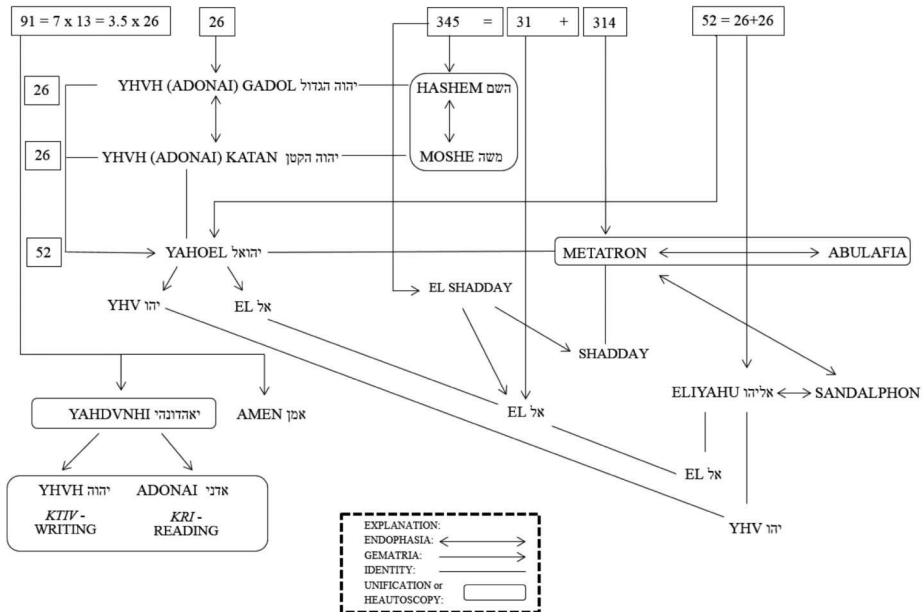 91 = 7 x 13 = 3.5 x 26
26
345 = 31 +
314
52 = 26+26
26
YHVH (ADONAI) GADOL יהוה הגדול
HASHEM השם
26
YHVH (ADONAI) KATAN יהוה הקטן
MOSHE משה
52
YAHOEL יהואל
METATRON
ABULAFIA
YHV יהו
EL אל
EL SHADDAY
SHADDAY
ELIYAHU אליהו
SANDALPHON
YAHDVNHI יאהדונהי
AMEN אמן
EL אל
EL אל
YHVH יהוה
ADONAI אדני
KTIV -
WRITING
KRI -
READING
YHV יהו
EXPLANATION:
ENDOPHASIA:
GEMATRIA:
IDENTITY:
UNIFICATION or
HEAUTOSCOPY: